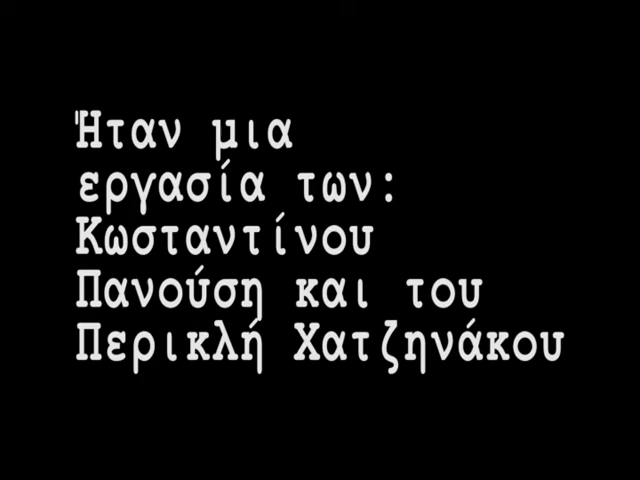 Ήταν μια
εργασία των:
Κωσταντίνου
Πανούση και του
Περικλή Χατζηνάκου